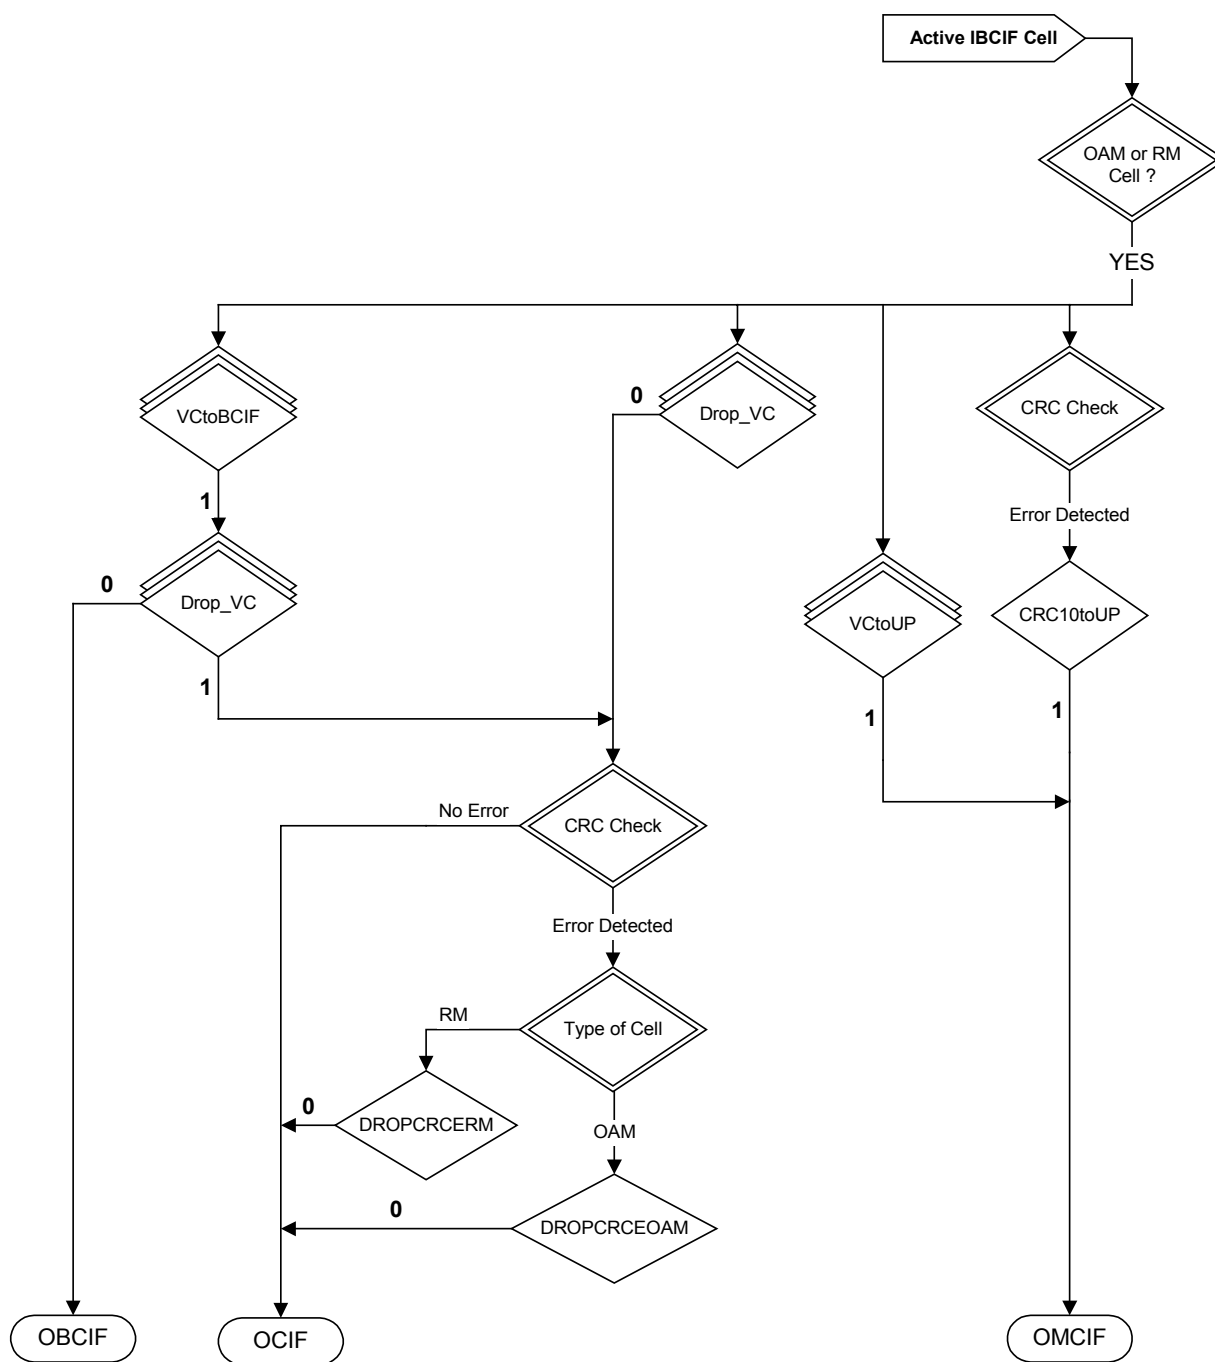 Active IBCIF Cell
OAM or RM
Cell ?
YES
VCtoBCIF
0
Drop_VC
CRC Check
1
Error Detected
0
Drop_VC
VCtoUP
CRC10toUP
1
1
1
No Error
CRC Check
Error Detected
RM
Type of Cell
0
DROPCRCERM
OAM
0
DROPCRCEOAM
OBCIF
OCIF
OMCIF